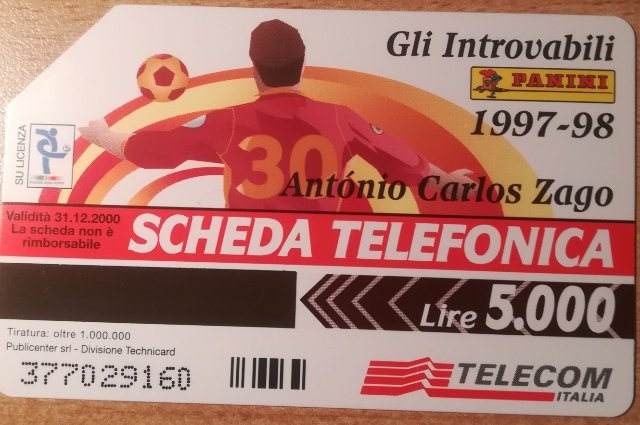 Gli Introvabili
PANINI
1997-98
SU LICENZA
30
António Carlos Zago
Validità 31.12.2000
La scheda non è
rimborsabile
SCHEDA TELEFONICA
Lire 5.000
Tiratura: oltre 1.000.000
Publicenter srl - Divisione Technicard
377029160
TELECOM
ITALIA